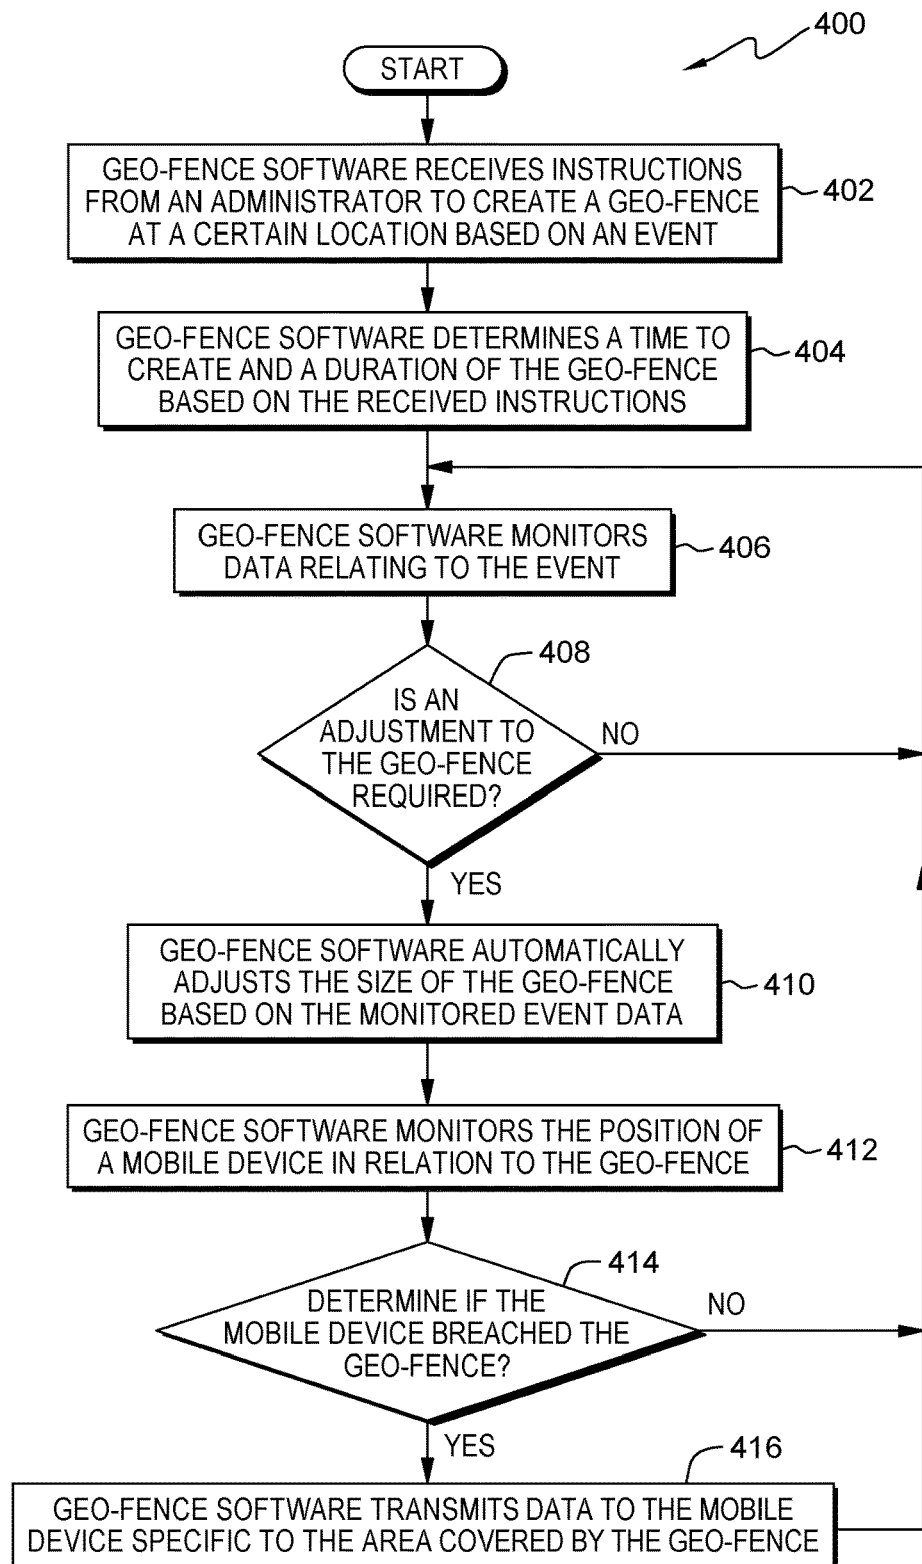 400
START
GEO-FENCE SOFTWARE RECEIVES INSTRUCTIONS
FROM AN ADMINISTRATOR TO CREATE A GEO-FENCE
AT A CERTAIN LOCATION BASED ON AN EVENT
402
GEO-FENCE SOFTWARE DETERMINES A TIME TO
CREATE AND A DURATION OF THE GEO-FENCE
BASED ON THE RECEIVED INSTRUCTIONS
404
GEO-FENCE SOFTWARE MONITORS
DATA RELATING TO THE EVENT
406
408
IS AN
ADJUSTMENT TO
THE GEO-FENCE
REQUIRED?
NO
YES
GEO-FENCE SOFTWARE AUTOMATICALLY
ADJUSTS THE SIZE OF THE GEO-FENCE
BASED ON THE MONITORED EVENT DATA
410
GEO-FENCE SOFTWARE MONITORS THE POSITION OF
A MOBILE DEVICE IN RELATION TO THE GEO-FENCE
412
414
DETERMINE IF THE
MOBILE DEVICE BREACHED THE
GEO-FENCE?
NO
YES
416
GEO-FENCE SOFTWARE TRANSMITS DATA TO THE MOBILE
DEVICE SPECIFIC TO THE AREA COVERED BY THE GEO-FENCE